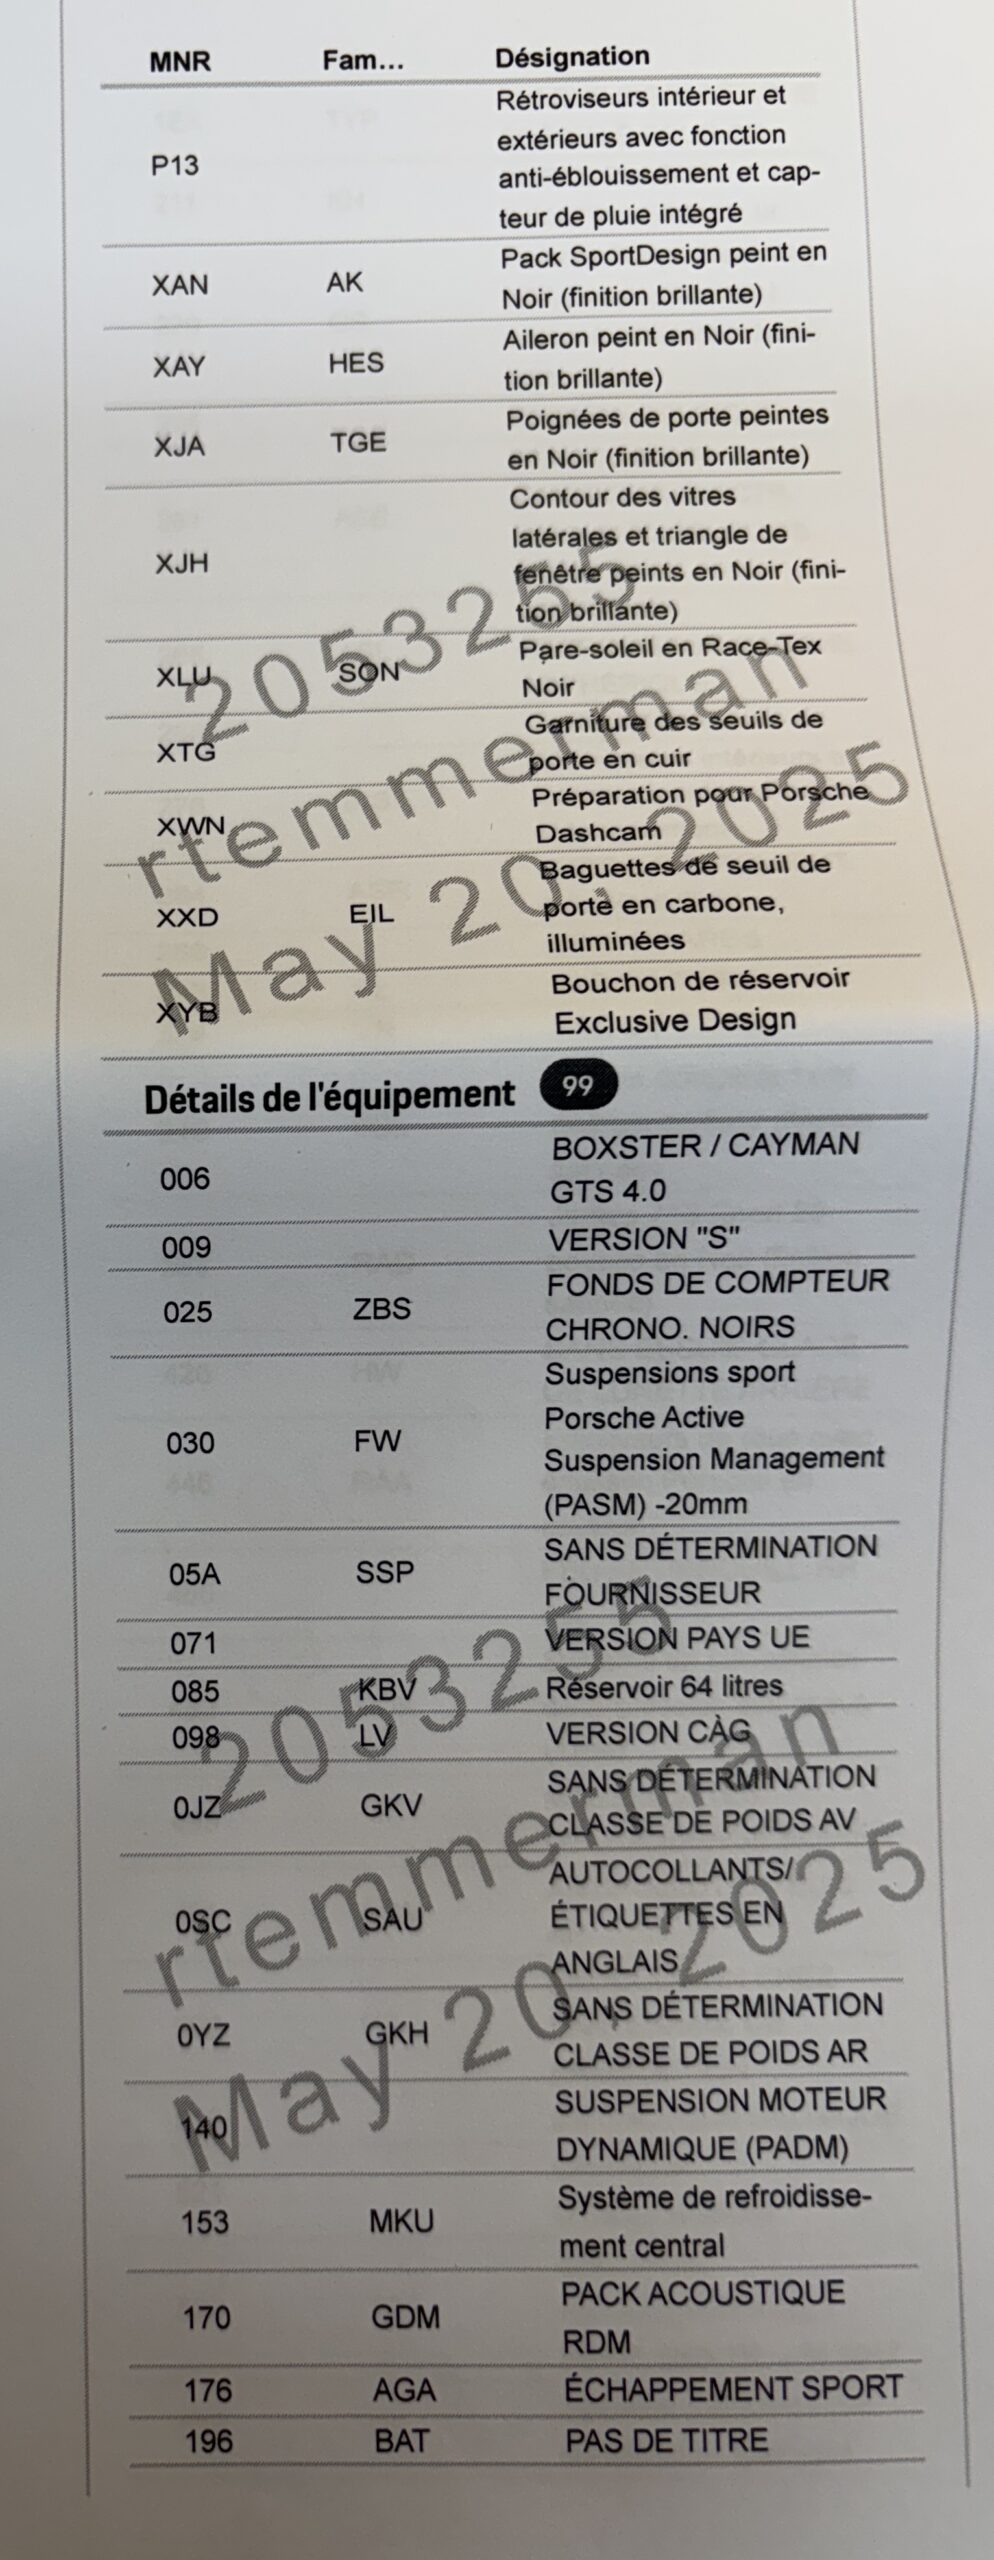 MNR Fam... Désignation
P13 Rétroviseurs intérieur et
extérieurs avec fonction
anti-éblouissement et cap-
teur de pluie intégré
XAN AK Pack SportDesign peint en
Noir (finition brillante)
XAY HES Aileron peint en Noir (fini-
tion brillante)
XJA TGE Poignées de porte peintes
en Noir (finition brillante)
XJH Contour des vitres
latérales et triangle de
fenêtre peints en Noir (fini-
tion brillante)
XLU SON Pare-soleil en Race-Tex
Noir
XTG Garniture des seuils de
porte en cuir
XWN Préparation pour Porsche
Dashcam
XXD EIL Baguettes de seuil de
porte en carbone,
illuminées
XYB Bouchon de réservoir
Exclusive Design
2053255
rtemmerman
May 20, 2025
Détails de l'équipement 99
006 BOXSTER / CAYMAN
GTS 4.0
009 VERSION "S"
025 ZBS FONDS DE COMPTEUR
CHRONO. NOIRS
030 FW Suspensions sport
Porsche Active
Suspension Management
(PASM) -20mm
05A SSP SANS DÉTERMINATION
FOURNISSEUR
071 VERSION PAYS UE
085 KBV Réservoir 64 litres
098 LV VERSION CÀG
0JZ GKV SANS DÉTERMINATION
CLASSE DE POIDS AV
0SC SAU AUTOCOLLANTS/
ÉTIQUETTES EN
ANGLAIS
0YZ GKH SANS DÉTERMINATION
CLASSE DE POIDS AR
140 SUSPENSION MOTEUR
DYNAMIQUE (PADM)
153 MKU Système de refroidisse-
ment central
170 GDM PACK ACOUSTIQUE
RDM
176 AGA ÉCHAPPEMENT SPORT
196 BAT PAS DE TITRE
2053255
rtemmerman
May 20, 2025